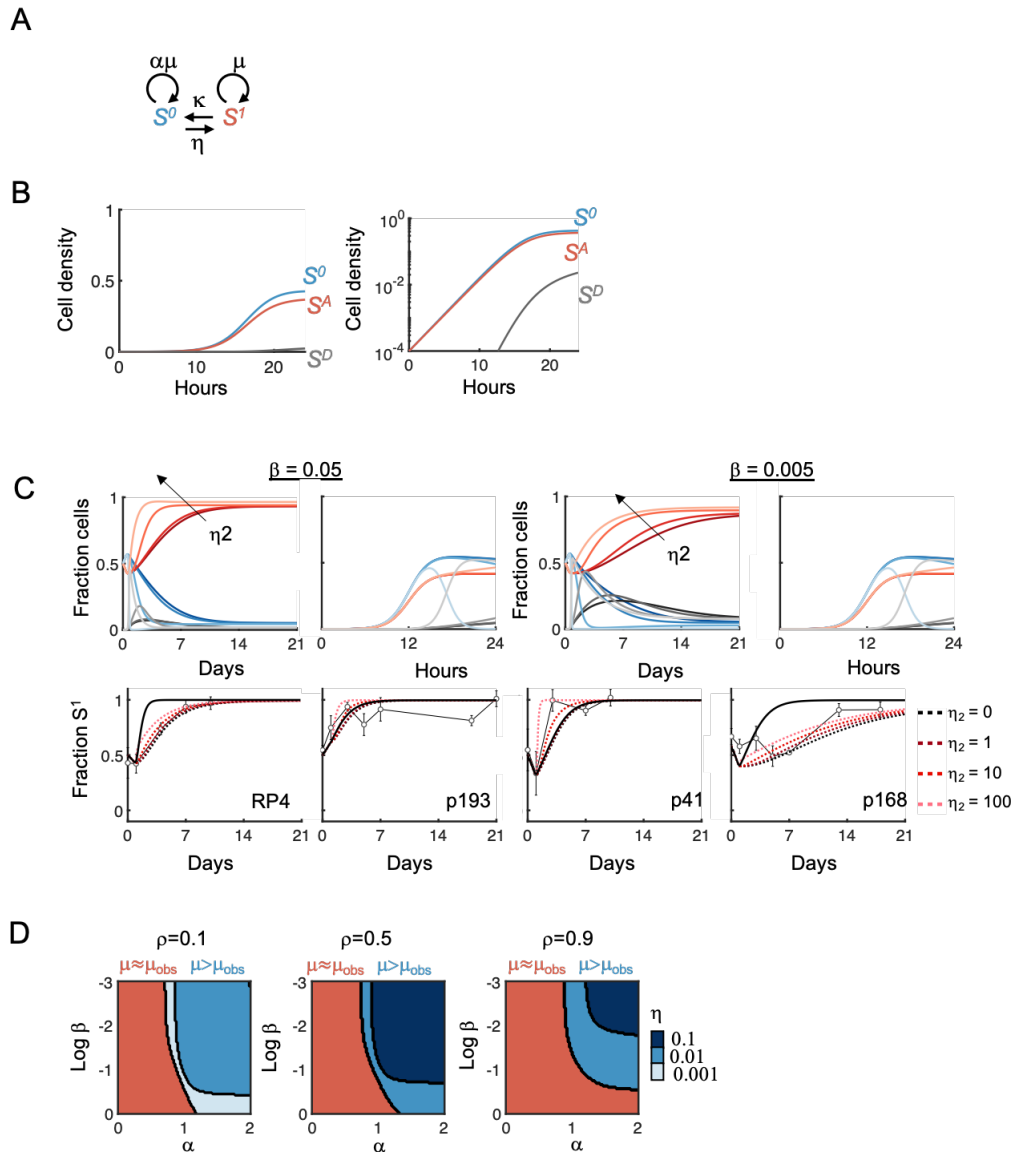 A
αμ μ
κ
S⁰ S¹
η
B
1
0.5
0
Cell density
0 10 20
Hours
S⁰
S^A
S^D
10⁰
10⁻²
10⁻⁴
Cell density
0 10 20
Hours
S⁰
S^A
S^D
C
β = 0.05 β = 0.005
1
0.5
0
Fraction cells
η2
0 7 14 21
Days
0 12 24
Hours
1
0.5
0
Fraction cells
η2
0 7 14 21
Days
12 24
Hours
1
0.5
0
Fraction S¹
RP4
0 7 14 21
Days
p193
0 7 14 21
Days
p41
0 7 14 21
Days
p168
0 7 14 21
Days
η₂ = 0
η₂ = 1
η₂ = 10
η₂ = 100
D
ρ=0.1 ρ=0.5 ρ=0.9
μ≈μobs μ>μobs μ≈μobs μ>μobs μ≈μobs μ>μobs
-3
-2
-1
0
Log β
0 1 2
α
-3
-2
-1
0
Log β
0 1 2
α
-3
-2
-1
0
Log β
0 1 2
α
η
0.1
0.01
0.001